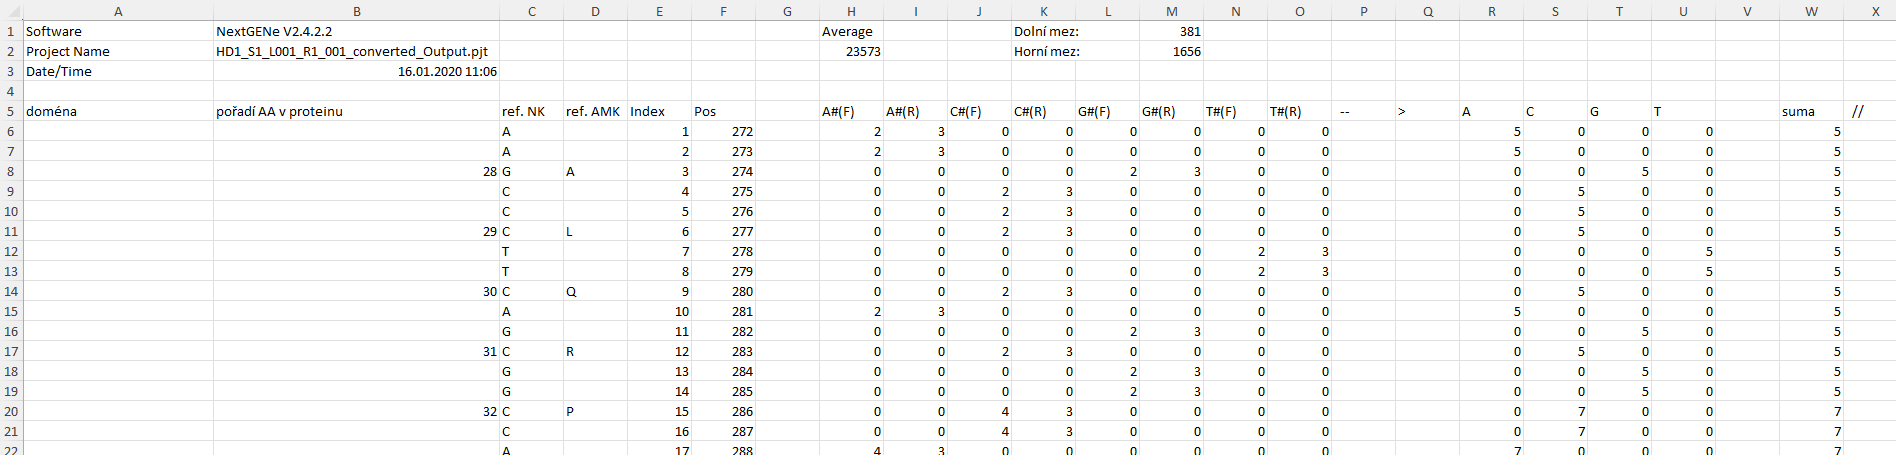 A B C D E F G H I J K L M N O P Q R S T U V W X
1 Software NextGENe V2.4.2.2 Average Dolní mez: 381
2 Project Name HD1_S1_L001_R1_001_converted_Output.pjt 23573 Horní mez: 1656
3 Date/Time 16.01.2020 11:06
4
5 doména pořadí AA v proteinu ref. NK ref. AMK Index Pos A#(F) A#(R) C#(F) C#(R) G#(F) G#(R) T#(F) T#(R) -- > A C G T suma //
6 A 1 272 2 3 0 0 0 0 0 0 5 0 0 0 5
7 A 2 273 2 3 0 0 0 0 0 0 5 0 0 0 5
8 28 G A 3 274 0 0 0 0 2 3 0 0 0 0 5 0 5
9 C 4 275 0 0 2 3 0 0 0 0 0 5 0 0 5
10 C 5 276 0 0 2 3 0 0 0 0 0 5 0 0 5
11 29 C L 6 277 0 0 2 3 0 0 0 0 0 5 0 0 5
12 T 7 278 0 0 0 0 0 0 2 3 0 0 0 5 5
13 T 8 279 0 0 0 0 0 0 2 3 0 0 0 5 5
14 30 C Q 9 280 0 0 2 3 0 0 0 0 0 5 0 0 5
15 A 10 281 2 3 0 0 0 0 0 0 5 0 0 0 5
16 G 11 282 0 0 0 0 2 3 0 0 0 0 5 0 5
17 31 C R 12 283 0 0 2 3 0 0 0 0 0 5 0 0 5
18 G 13 284 0 0 0 0 2 3 0 0 0 0 5 0 5
19 G 14 285 0 0 0 0 2 3 0 0 0 0 5 0 5
20 32 C P 15 286 0 0 4 3 0 0 0 0 0 7 0 0 7
21 C 16 287 0 0 4 3 0 0 0 0 0 7 0 0 7
22 A 17 288 4 3 0 0 0 0 0 0 7 0 0 0 7